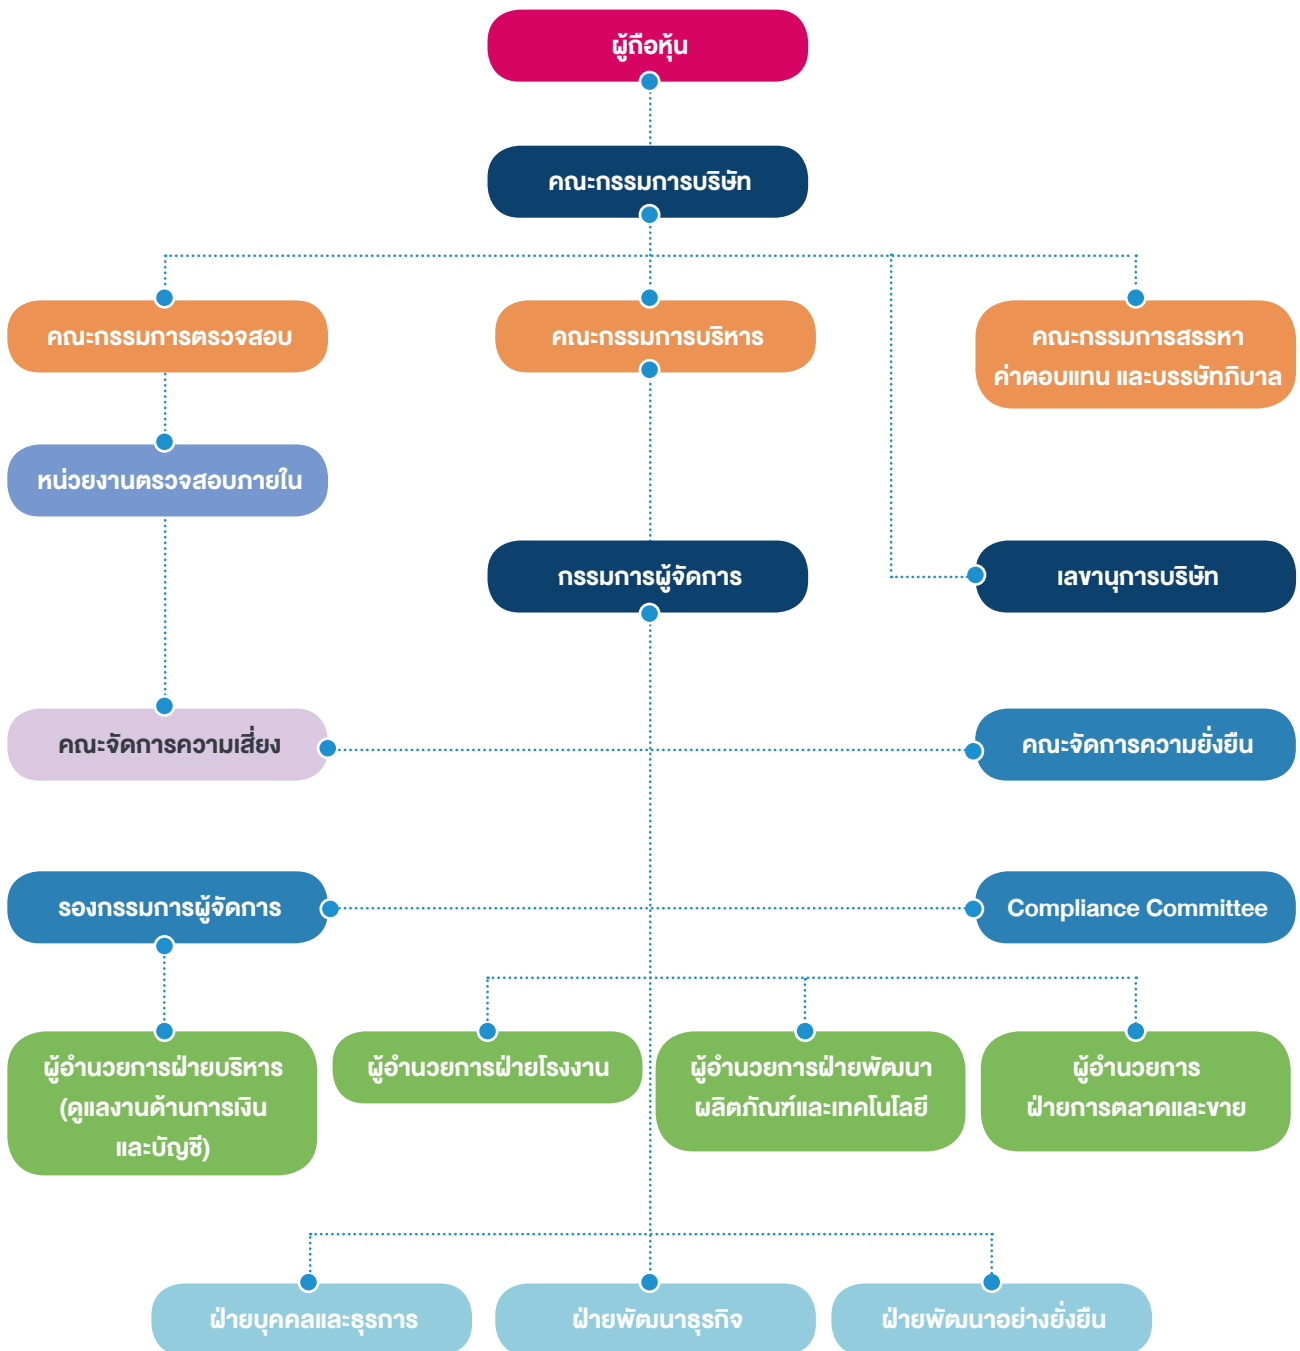 ผู้ถือหุ้น
คณะกรรมการบริษัท
คณะกรรมการตรวจสอบ
คณะกรรมการบริหาร
คณะกรรมการสรรหา
ค่าตอบแทน และบรรษัทภิบาล
หน่วยงานตรวจสอบภายใน
กรรมการผู้จัดการ
เลขานุการบริษัท
คณะจัดการความเสี่ยง
คณะจัดการความยั่งยืน
รองกรรมการผู้จัดการ
Compliance Committee
ผู้อำนวยการฝ่ายบริหาร
(ดูแลงานด้านการเงิน
และบัญชี)
ผู้อำนวยการฝ่ายโรงงาน
ผู้อำนวยการฝ่ายพัฒนา
ผลิตภัณฑ์และเทคโนโลยี
ผู้อำนวยการ
ฝ่ายการตลาดและขาย
ฝ่ายบุคคลและธุรการ
ฝ่ายพัฒนาธุรกิจ
ฝ่ายพัฒนาอย่างยั่งยืน